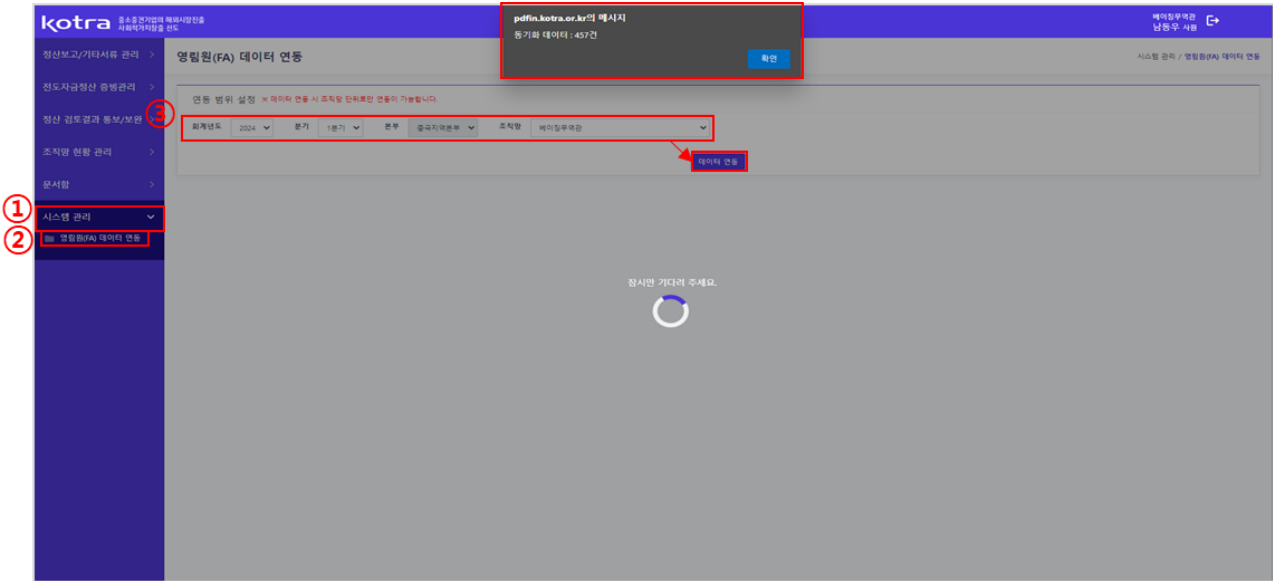 kotra 중소중견기업의 해외시장진출
사회적가치창출 선도
pdfin.kotra.or.kr의 메시지
동기화 데이터 : 457건
확인
베이징무역관
남동우 사원
정산보고/기타서류 관리 >
전도자금정산 증빙관리 >
정산 검토결과 통보/보완 >
조직망 현황 관리 >
문서함 >
① 시스템 관리
② 영림원(FA) 데이터 연동
영림원(FA) 데이터 연동
시스템 관리 / 영림원(FA) 데이터 연동
연동 범위 설정 ※ 데이터 연동 시 조직망 단위로만 연동이 가능합니다.
③ 회계년도 2024 분기 1분기 본부 중국지역본부 조직망 베이징무역관
데이터 연동
잠시만 기다려 주세요.